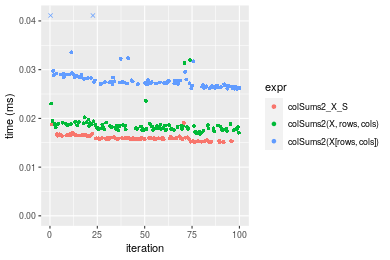 0.04
0.03
0.02
0.01
0.00
time (ms)
0
25
50
75
100
iteration
expr
colSums2_X_S
colSums2(X, rows, cols)
colSums2(X[rows, cols])